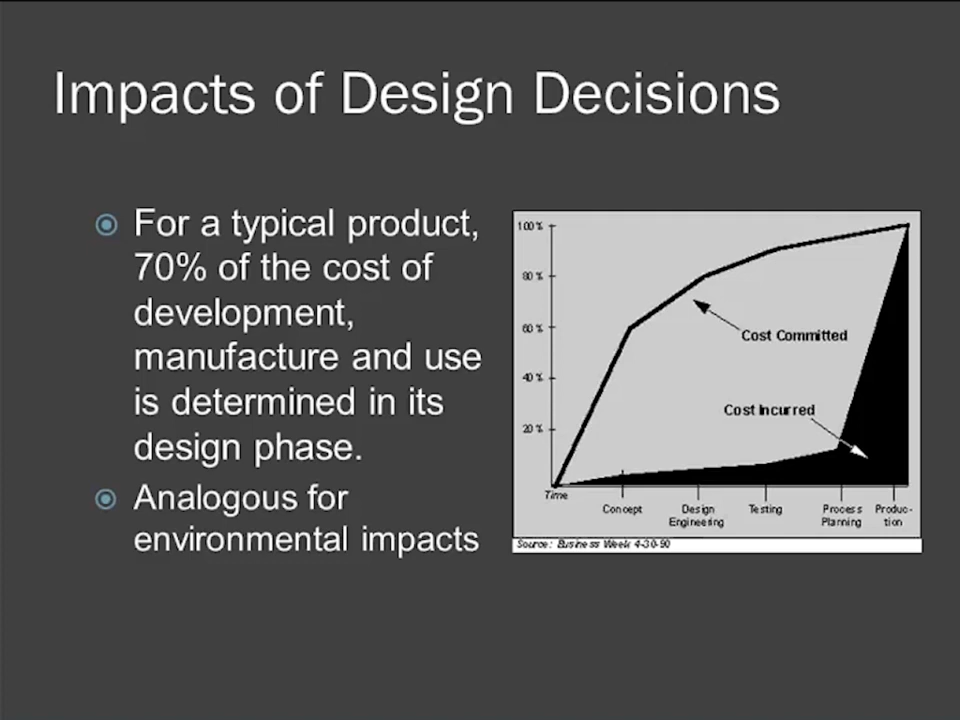 Impacts of Design Decisions
For a typical product,
70% of the cost of
development,
manufacture and use
is determined in its
design phase.
Analogous for
environmental impacts
100%
80%
60%
40%
20%
Cost Committed
Cost Incurred
Time
Concept
Design
Engineering
Testing
Process
Planning
Produc-
tion
Source: Business Week 4-30-90